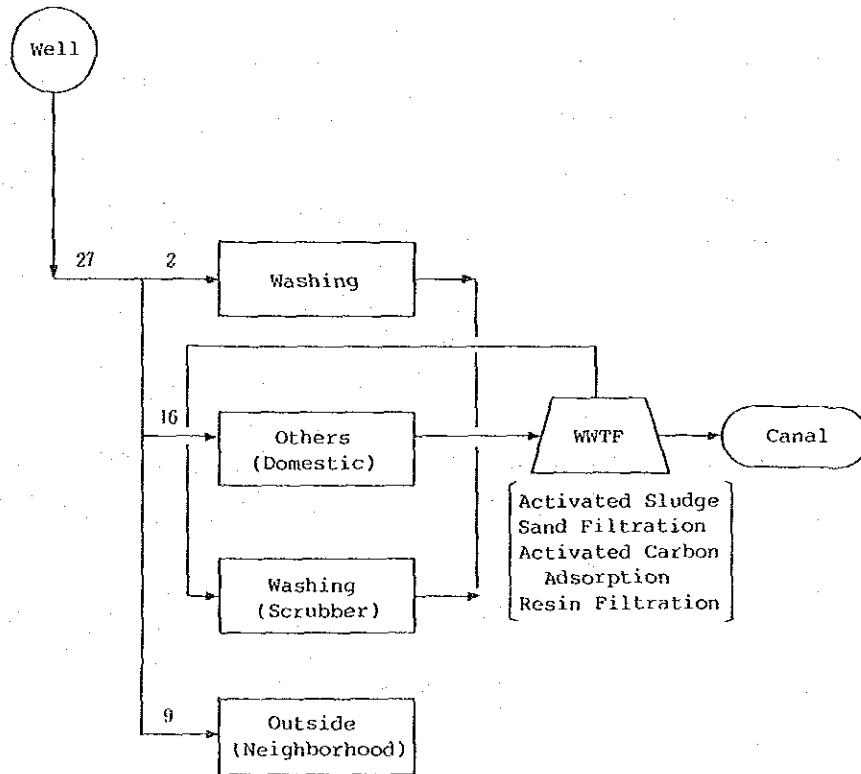 Well
27
2
Washing
16
Others
(Domestic)
WWTF
Canal
Activated Sludge
Sand Filtration
Activated Carbon
Adsorption
Resin Filtration
Washing
(Scrubber)
9
Outside
(Neighborhood)